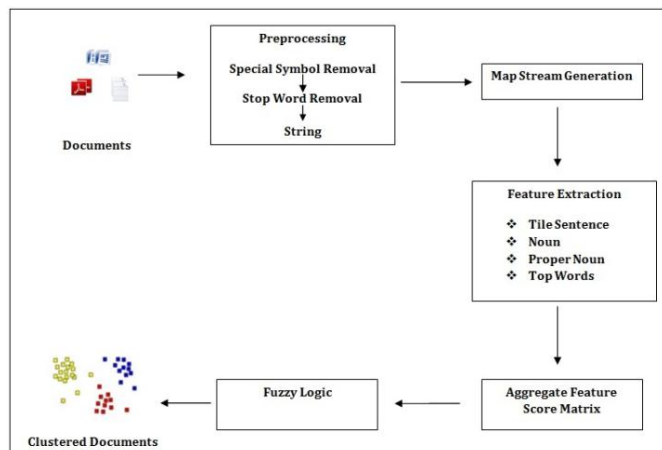 Documents
Preprocessing
Special Symbol Removal
Stop Word Removal
String
Map Stream Generation
Feature Extraction
Tile Sentence
Noun
Proper Noun
Top Words
Aggregate Feature
Score Matrix
Fuzzy Logic
Clustered Documents